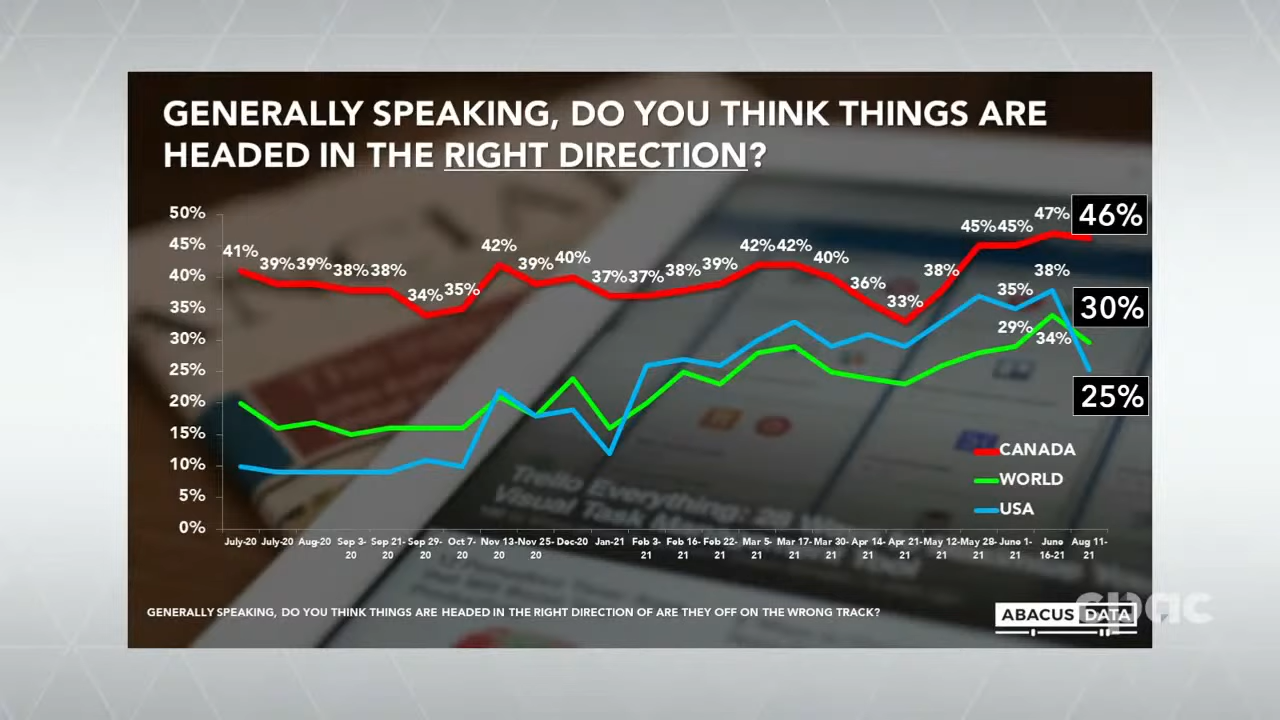 GENERALLY SPEAKING, DO YOU THINK THINGS ARE
HEADED IN THE RIGHT DIRECTION?
50%
45%
40%
35%
30%
25%
20%
15%
10%
5%
0%
41%
39%
39%
38%
38%
34%
35%
42%
39%
40%
37%
37%
38%
39%
42%
42%
40%
36%
33%
38%
45%
45%
47%
46%
35%
38%
30%
29%
34%
25%
CANADA
WORLD
USA
July-20
July-20
Aug-20
Sep 3-
20
Sep 21-
20
Sep 29-
20
Oct 7-
20
Nov 13-
20
Nov 25-
20
Dec-20
Jan-21
Feb 3-
21
Feb 16-
21
Feb 22-
21
Mar 5-
21
Mar 17-
21
Mar 30-
21
Apr 14-
21
Apr 21-
21
May 12-
21
May 28-
21
June 1-
21
June
16-21
Aug 11-
21
Trello Everything: 28
Visual Task
Tool
GENERALLY SPEAKING, DO YOU THINK THINGS ARE HEADED IN THE RIGHT DIRECTION OF ARE THEY OFF ON THE WRONG TRACK?
ABACUS DATA
cpac